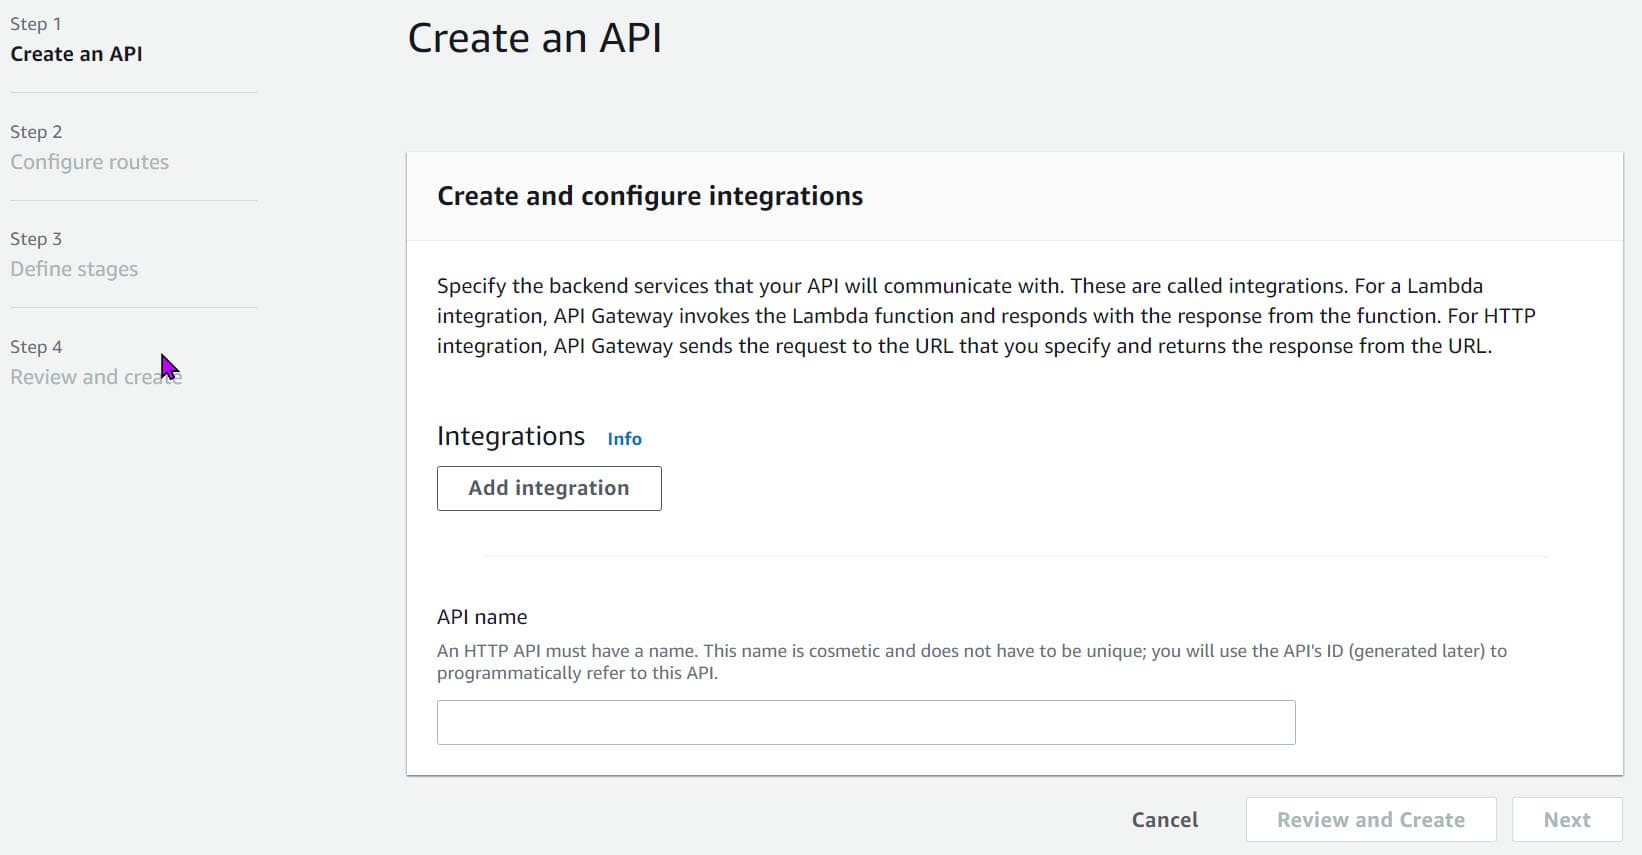 Step 1
Create an API
Step 2
Configure routes
Step 3
Define stages
Step 4
Review and create
Create an API
Create and configure integrations
Specify the backend services that your API will communicate with. These are called integrations. For a Lambda
integration, API Gateway invokes the Lambda function and responds with the response from the function. For HTTP
integration, API Gateway sends the request to the URL that you specify and returns the response from the URL.
Integrations Info
Add integration
API name
An HTTP API must have a name. This name is cosmetic and does not have to be unique; you will use the API's ID (generated later) to
programmatically refer to this API.
Cancel Review and Create Next